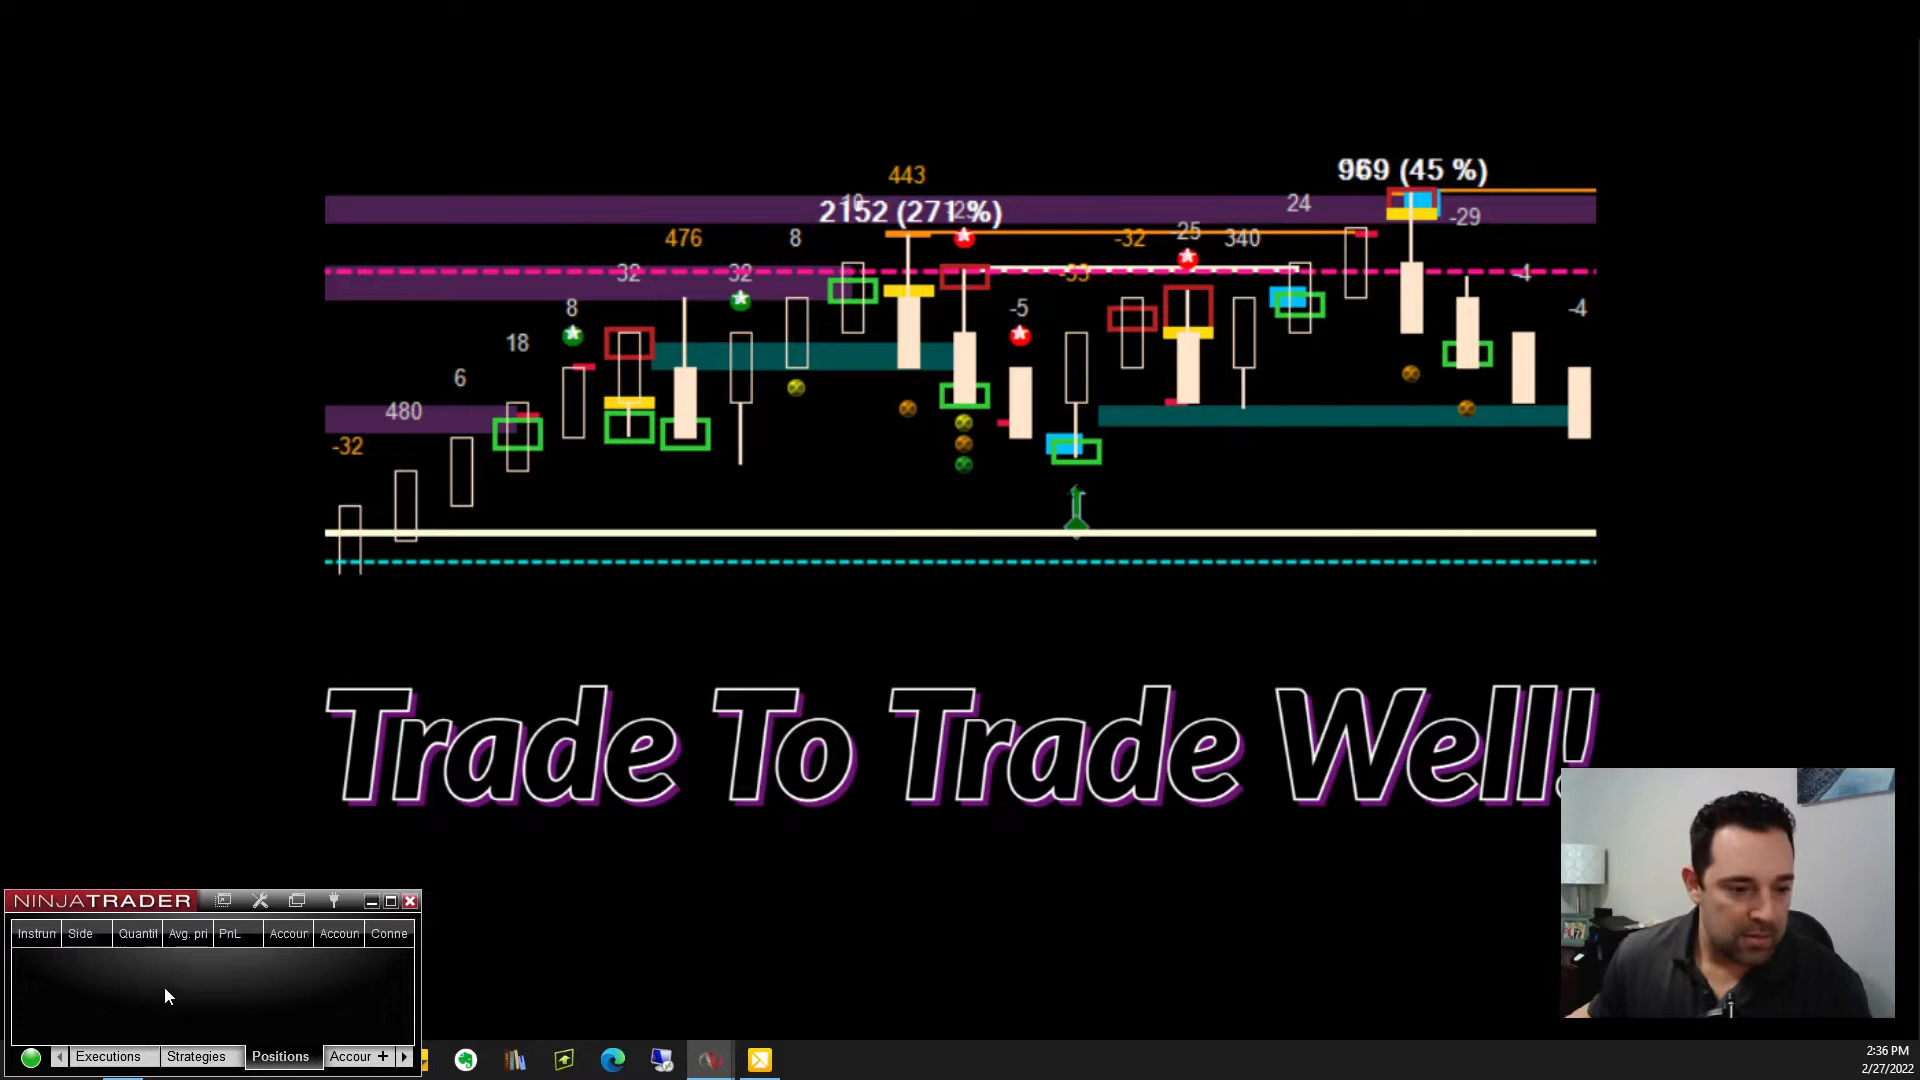 969 (45 %)
443
2152 (271 %)
24
-29
476
8
-32
-25
340
32
32
-33
-4
8
-5
-4
18
6
480
-32
Trade To Trade Well!
NINJATRADER
Instrun Side Quantit Avg. pri PnL Accour Accoun Conne
Executions Strategies Positions Accour +
2:36 PM
2/27/2022